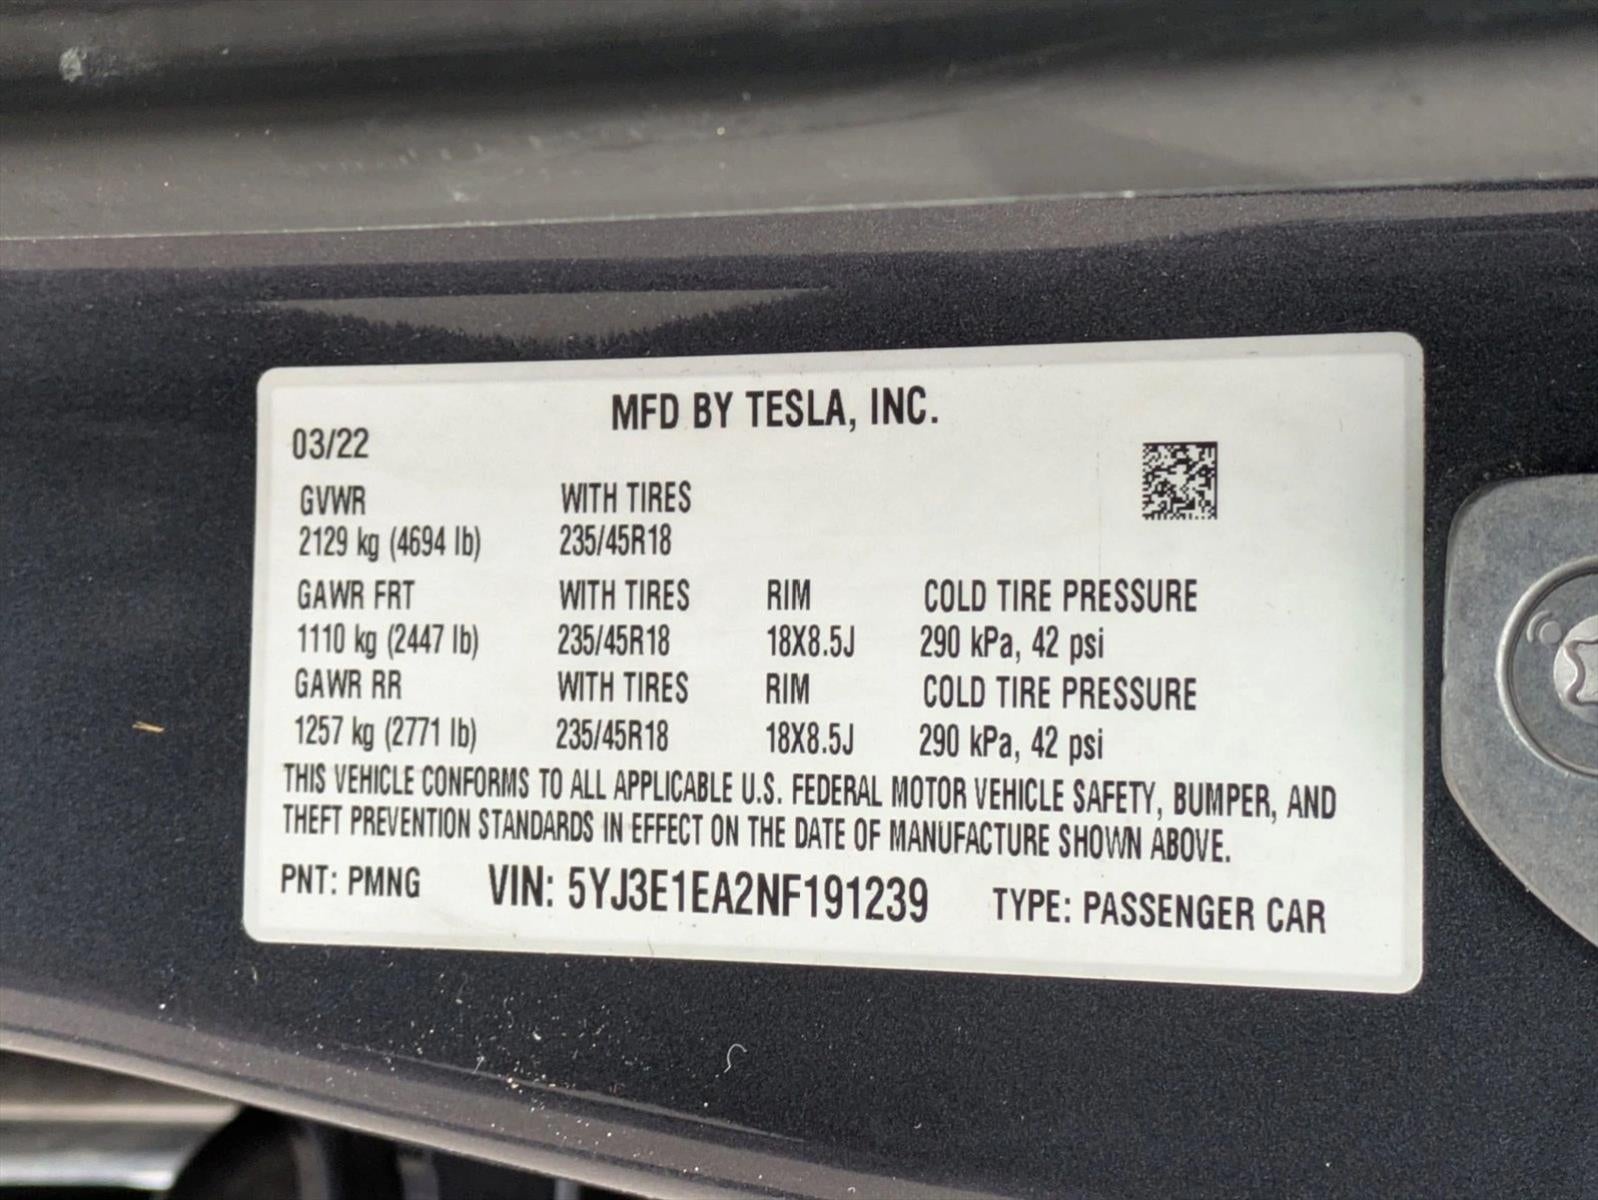 MFD BY TESLA, INC.
03/22
GVWR WITH TIRES
2129 kg (4694 lb) 235/45R18
GAWR FRT WITH TIRES RIM COLD TIRE PRESSURE
1110 kg (2447 lb) 235/45R18 18X8.5J 290 kPa, 42 psi
GAWR RR WITH TIRES RIM COLD TIRE PRESSURE
1257 kg (2771 lb) 235/45R18 18X8.5J 290 kPa, 42 psi
THIS VEHICLE CONFORMS TO ALL APPLICABLE U.S. FEDERAL MOTOR VEHICLE SAFETY, BUMPER, AND
THEFT PREVENTION STANDARDS IN EFFECT ON THE DATE OF MANUFACTURE SHOWN ABOVE.
PNT: PMNG VIN: 5YJ3E1EA2NF191239 TYPE: PASSENGER CAR